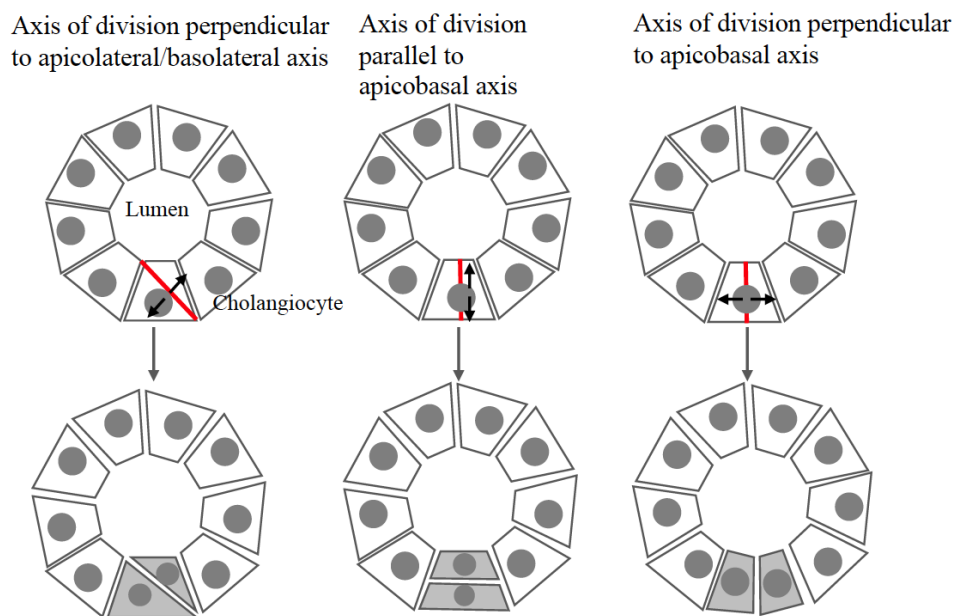 Axis of division perpendicular
to apicolateral/basolateral axis
Axis of division
parallel to
apicobasal axis
Axis of division perpendicular
to apicobasal axis
Lumen
Cholangiocyte